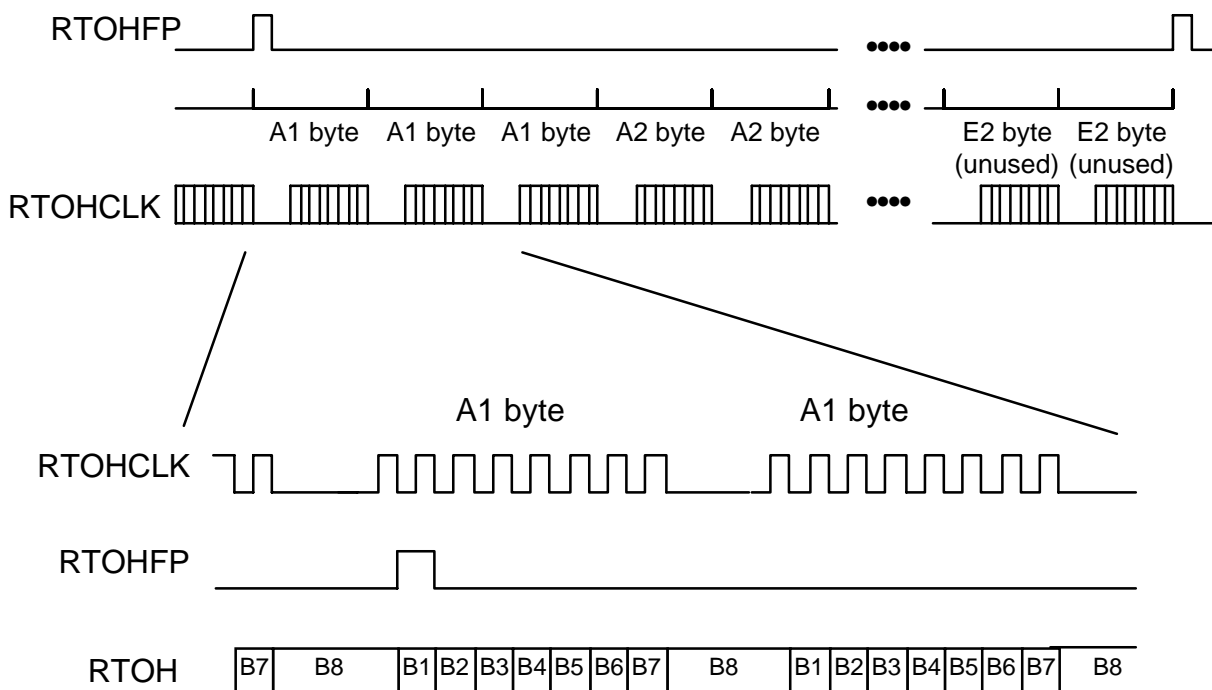 RTOHFP
A1 byte A1 byte A1 byte A2 byte A2 byte E2 byte E2 byte
(unused) (unused)
RTOHCLK
A1 byte A1 byte
RTOHCLK
RTOHFP
RTOH B7 B8 B1 B2 B3 B4 B5 B6 B7 B8 B1 B2 B3 B4 B5 B6 B7 B8